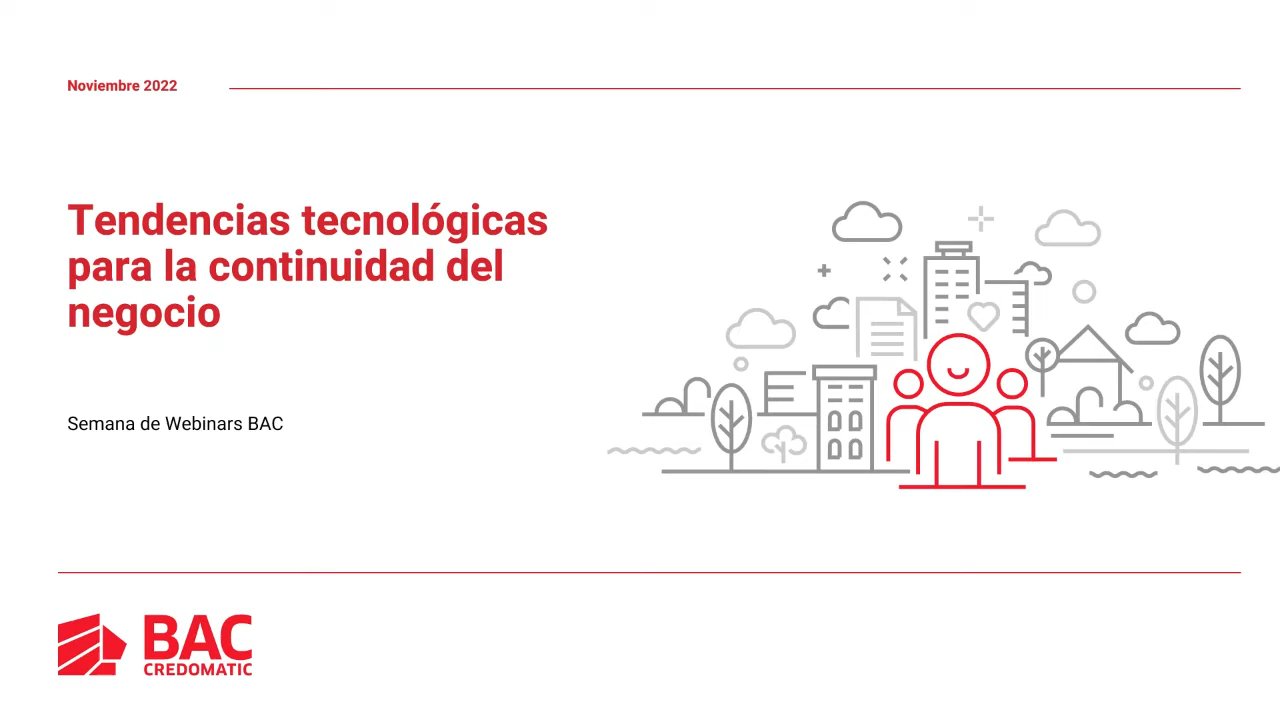 Noviembre 2022
Tendencias tecnológicas
para la continuidad del
negocio
Semana de Webinars BAC
BAC
CREDOMATIC